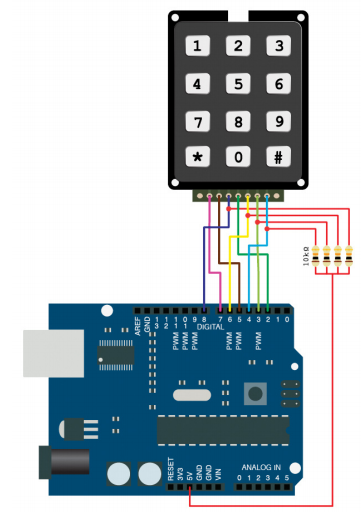 1 2 3
4 5 6
7 8 9
* 0 #
10kΩ
AREF
GND
13
12
PWM 11
PWM 10
PWM 9
8
7
PWM 6
PWM 5
4
PWM 3
2
1
0
DIGITAL
RESET
3V3
5V
GND
GND
VIN
ANALOG IN
0 1 2 3 4 5